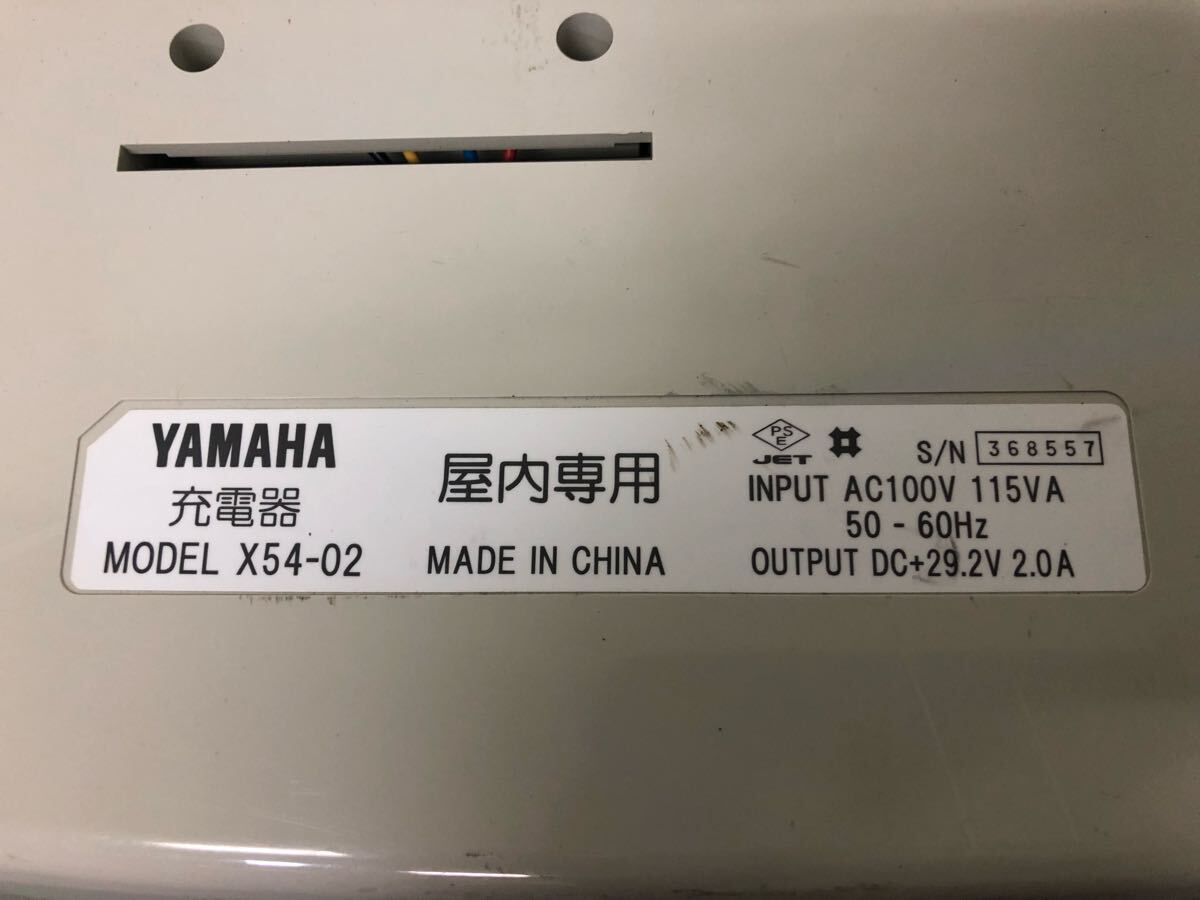 YAMAHA
充電器
MODEL X54-02
屋内専用
MADE IN CHINA
PS
E
JET
S/N 368557
INPUT AC100V 115VA
50 - 60Hz
OUTPUT DC+29.2V 2.0A